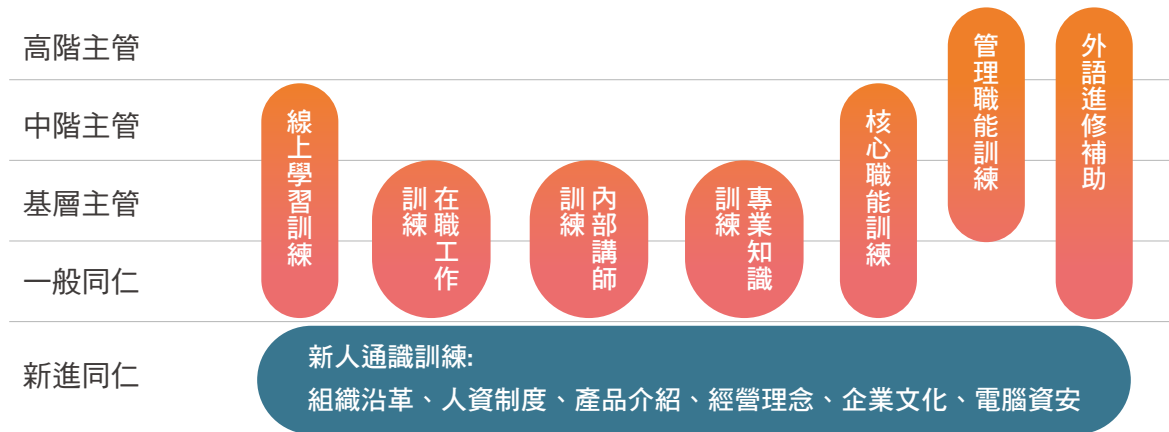 高階主管
中階主管
基層主管
一般同仁
新進同仁
線上學習訓練
在職工作
訓練
內部講師
訓練
專業知識
訓練
核心職能訓練
管理職能訓練
外語進修補助
新人通識訓練:
組織沿革、人資制度、產品介紹、經營理念、企業文化、電腦資安